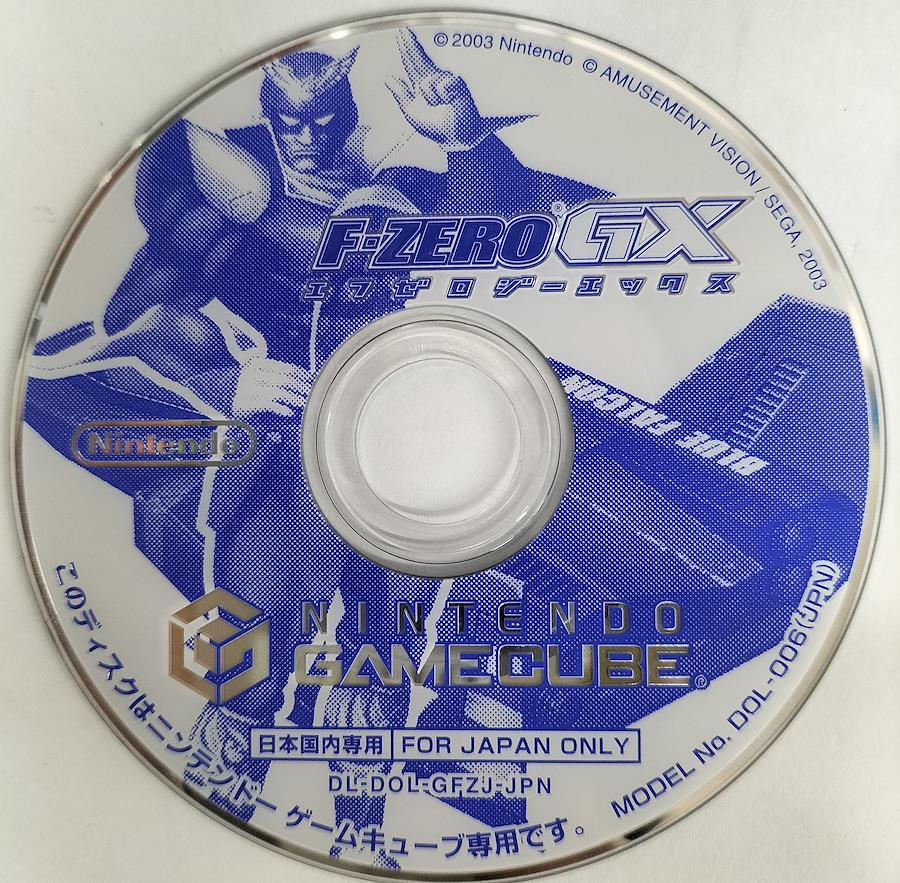 ©2003 Nintendo © AMUSEMENT VISION / SEGA, 2003
F-ZERO® GX
エフゼロジーエックス
BLUE FALCON
Nintendo
NINTENDO
GAMECUBE®
日本国内専用 FOR JAPAN ONLY
DL-DOL-GFZJ-JPN
MODEL No. DOL-006(JPN)
このディスクはニンテンドー ゲームキューブ専用です。